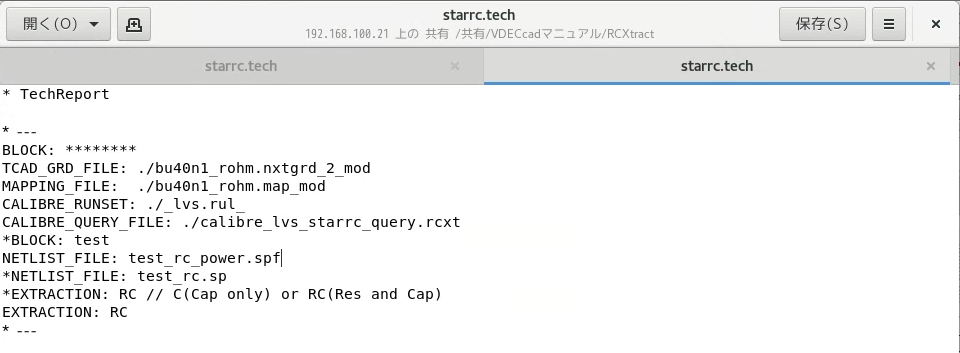 開く(O)
starrc.tech
192.168.100.21 上の 共有 /共有/VDECcadマニュアル/RCXtract
保存(S)
starrc.tech
starrc.tech
* TechReport
* ---
BLOCK: ********
TCAD_GRD_FILE: ./bu40n1_rohm.nxtgrd_2_mod
MAPPING_FILE:  ./bu40n1_rohm.map_mod
CALIBRE_RUNSET: ./_lvs.rul_
CALIBRE_QUERY_FILE: ./calibre_lvs_starrc_query.rcxt
*BLOCK: test
NETLIST_FILE: test_rc_power.spf
*NETLIST_FILE: test_rc.sp
*EXTRACTION: RC // C(Cap only) or RC(Res and Cap)
EXTRACTION: RC
* ---